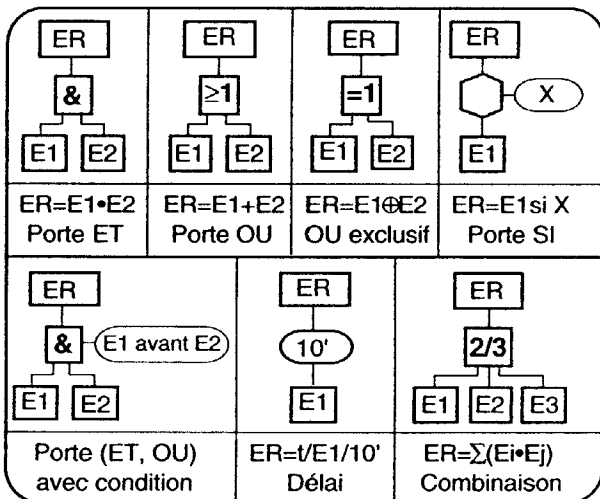 ER ER ER ER
& ≥1 =1 X
E1 E2 E1 E2 E1 E2 E1
ER=E1•E2 ER=E1+E2 ER=E1⊕E2 ER=E1si X
Porte ET Porte OU OU exclusif Porte SI
ER ER ER
& E1 avant E2 10' 2/3
E1 E2 E1 E1 E2 E3
Porte (ET, OU) ER=t/E1/10' ER=∑(Ei•Ej)
avec condition Délai Combinaison